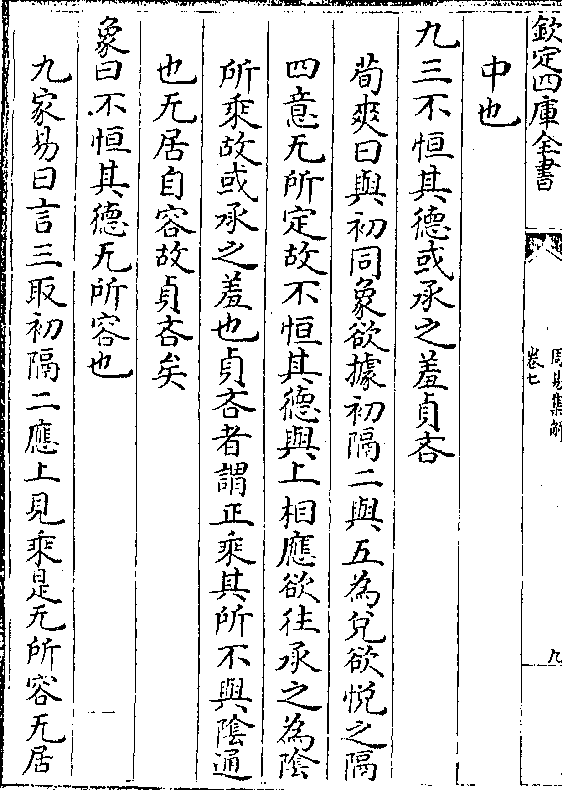 欽定四庫全書
周易集解
卷七
九
中也
九三不恒其德或承之羞貞吝
荀爽曰與初同象欲據初隔二與五為兌欲悅之隔
四意无所定故不恒其德與上相應欲往承之為陰
所乘故或承之羞也貞吝者謂正乘其所不與陰通
也无居自容故貞吝矣
象曰不恒其德无所容也
九家易曰言三取初隔二應上見乘是无所容无居